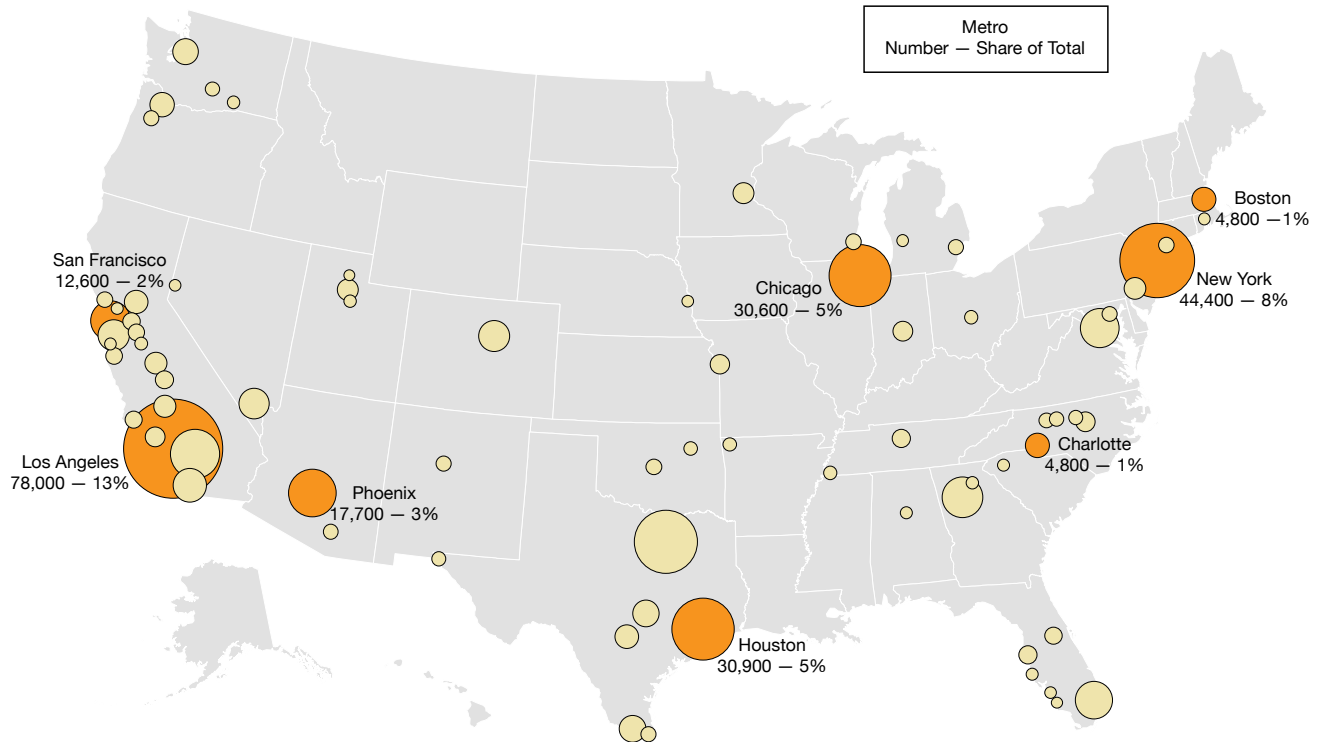 Metro
Number — Share of Total
Boston
4,800 —1%
San Francisco
12,600 — 2%
New York
44,400 — 8%
Chicago
30,600 — 5%
Charlotte
4,800 — 1%
Los Angeles
78,000 — 13%
Phoenix
17,700 — 3%
Houston
30,900 — 5%